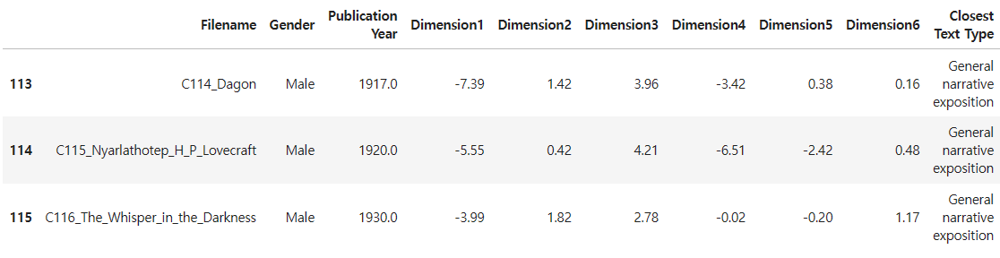 Filename Gender Publication Year Dimension1 Dimension2 Dimension3 Dimension4 Dimension5 Dimension6 Closest Text Type
113 C114_Dagon Male 1917.0 -7.39 1.42 3.96 -3.42 0.38 0.16 General narrative exposition
114 C115_Nyarlathotep_H_P_Lovecraft Male 1920.0 -5.55 0.42 4.21 -6.51 -2.42 0.48 General narrative exposition
115 C116_The_Whisper_in_the_Darkness Male 1930.0 -3.99 1.82 2.78 -0.02 -0.20 1.17 General narrative exposition